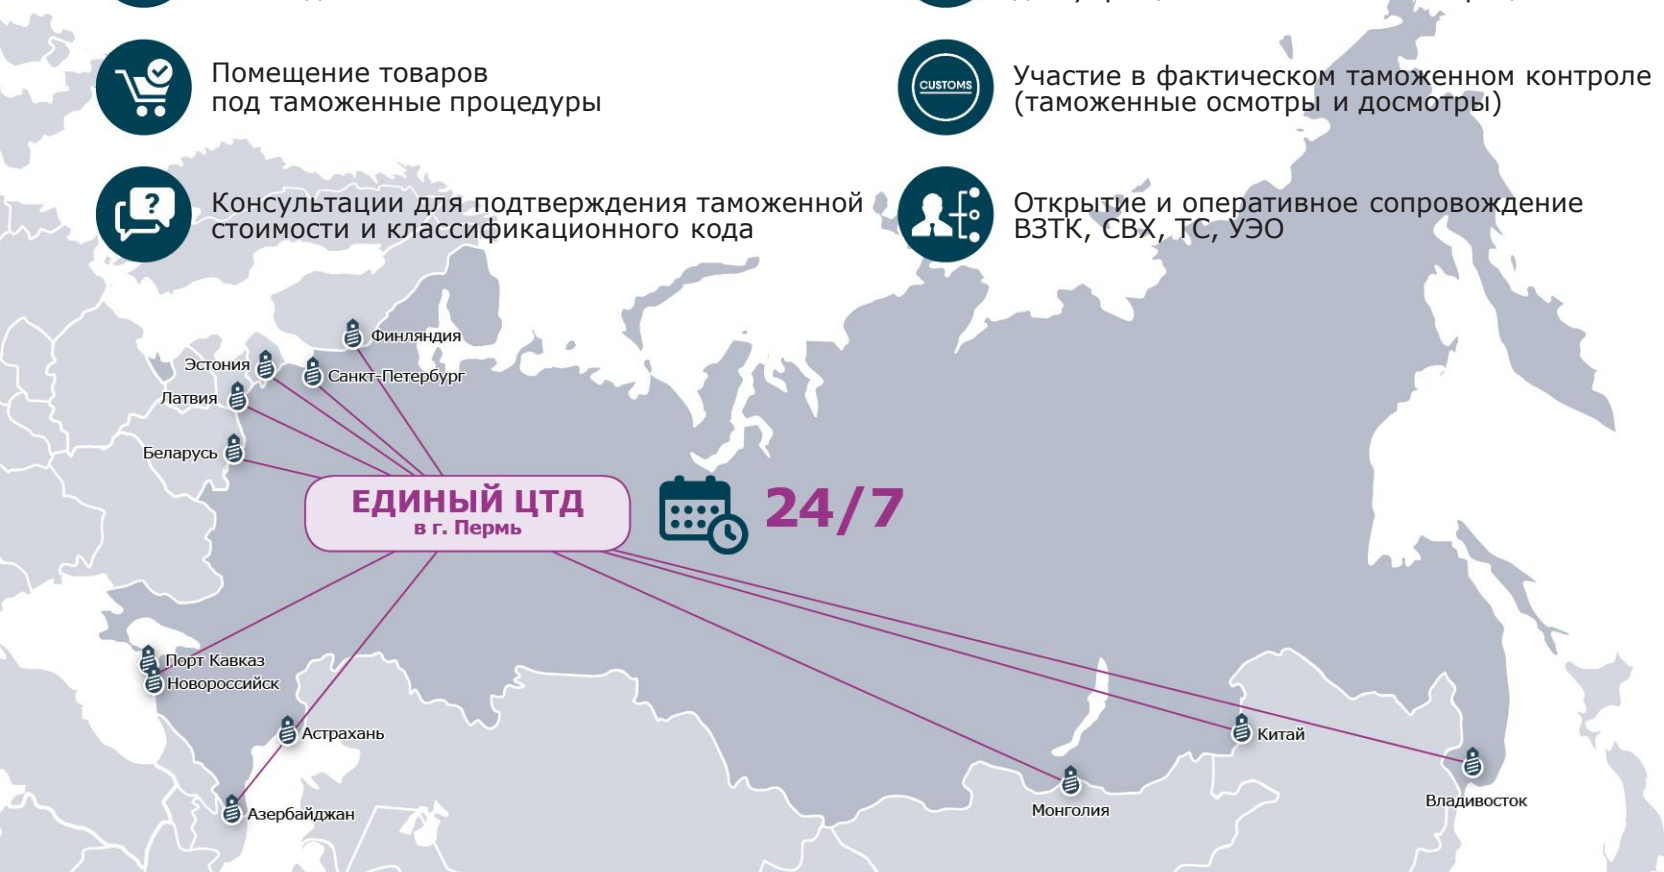 Помещение товаров
под таможенные процедуры
CUSTOMS
Участие в фактическом таможенном контроле
(таможенные осмотры и досмотры)
?
Консультации для подтверждения таможенной
стоимости и классификационного кода
Открытие и оперативное сопровождение
ВЗТК, СВХ, ТС, УЭО
Финляндия
Эстония
Санкт-Петербург
Латвия
Беларусь
ЕДИНЫЙ ЦТД
в г. Пермь
24/7
Порт Кавказ
Новороссийск
Астрахань
Китай
Азербайджан
Монголия
Владивосток